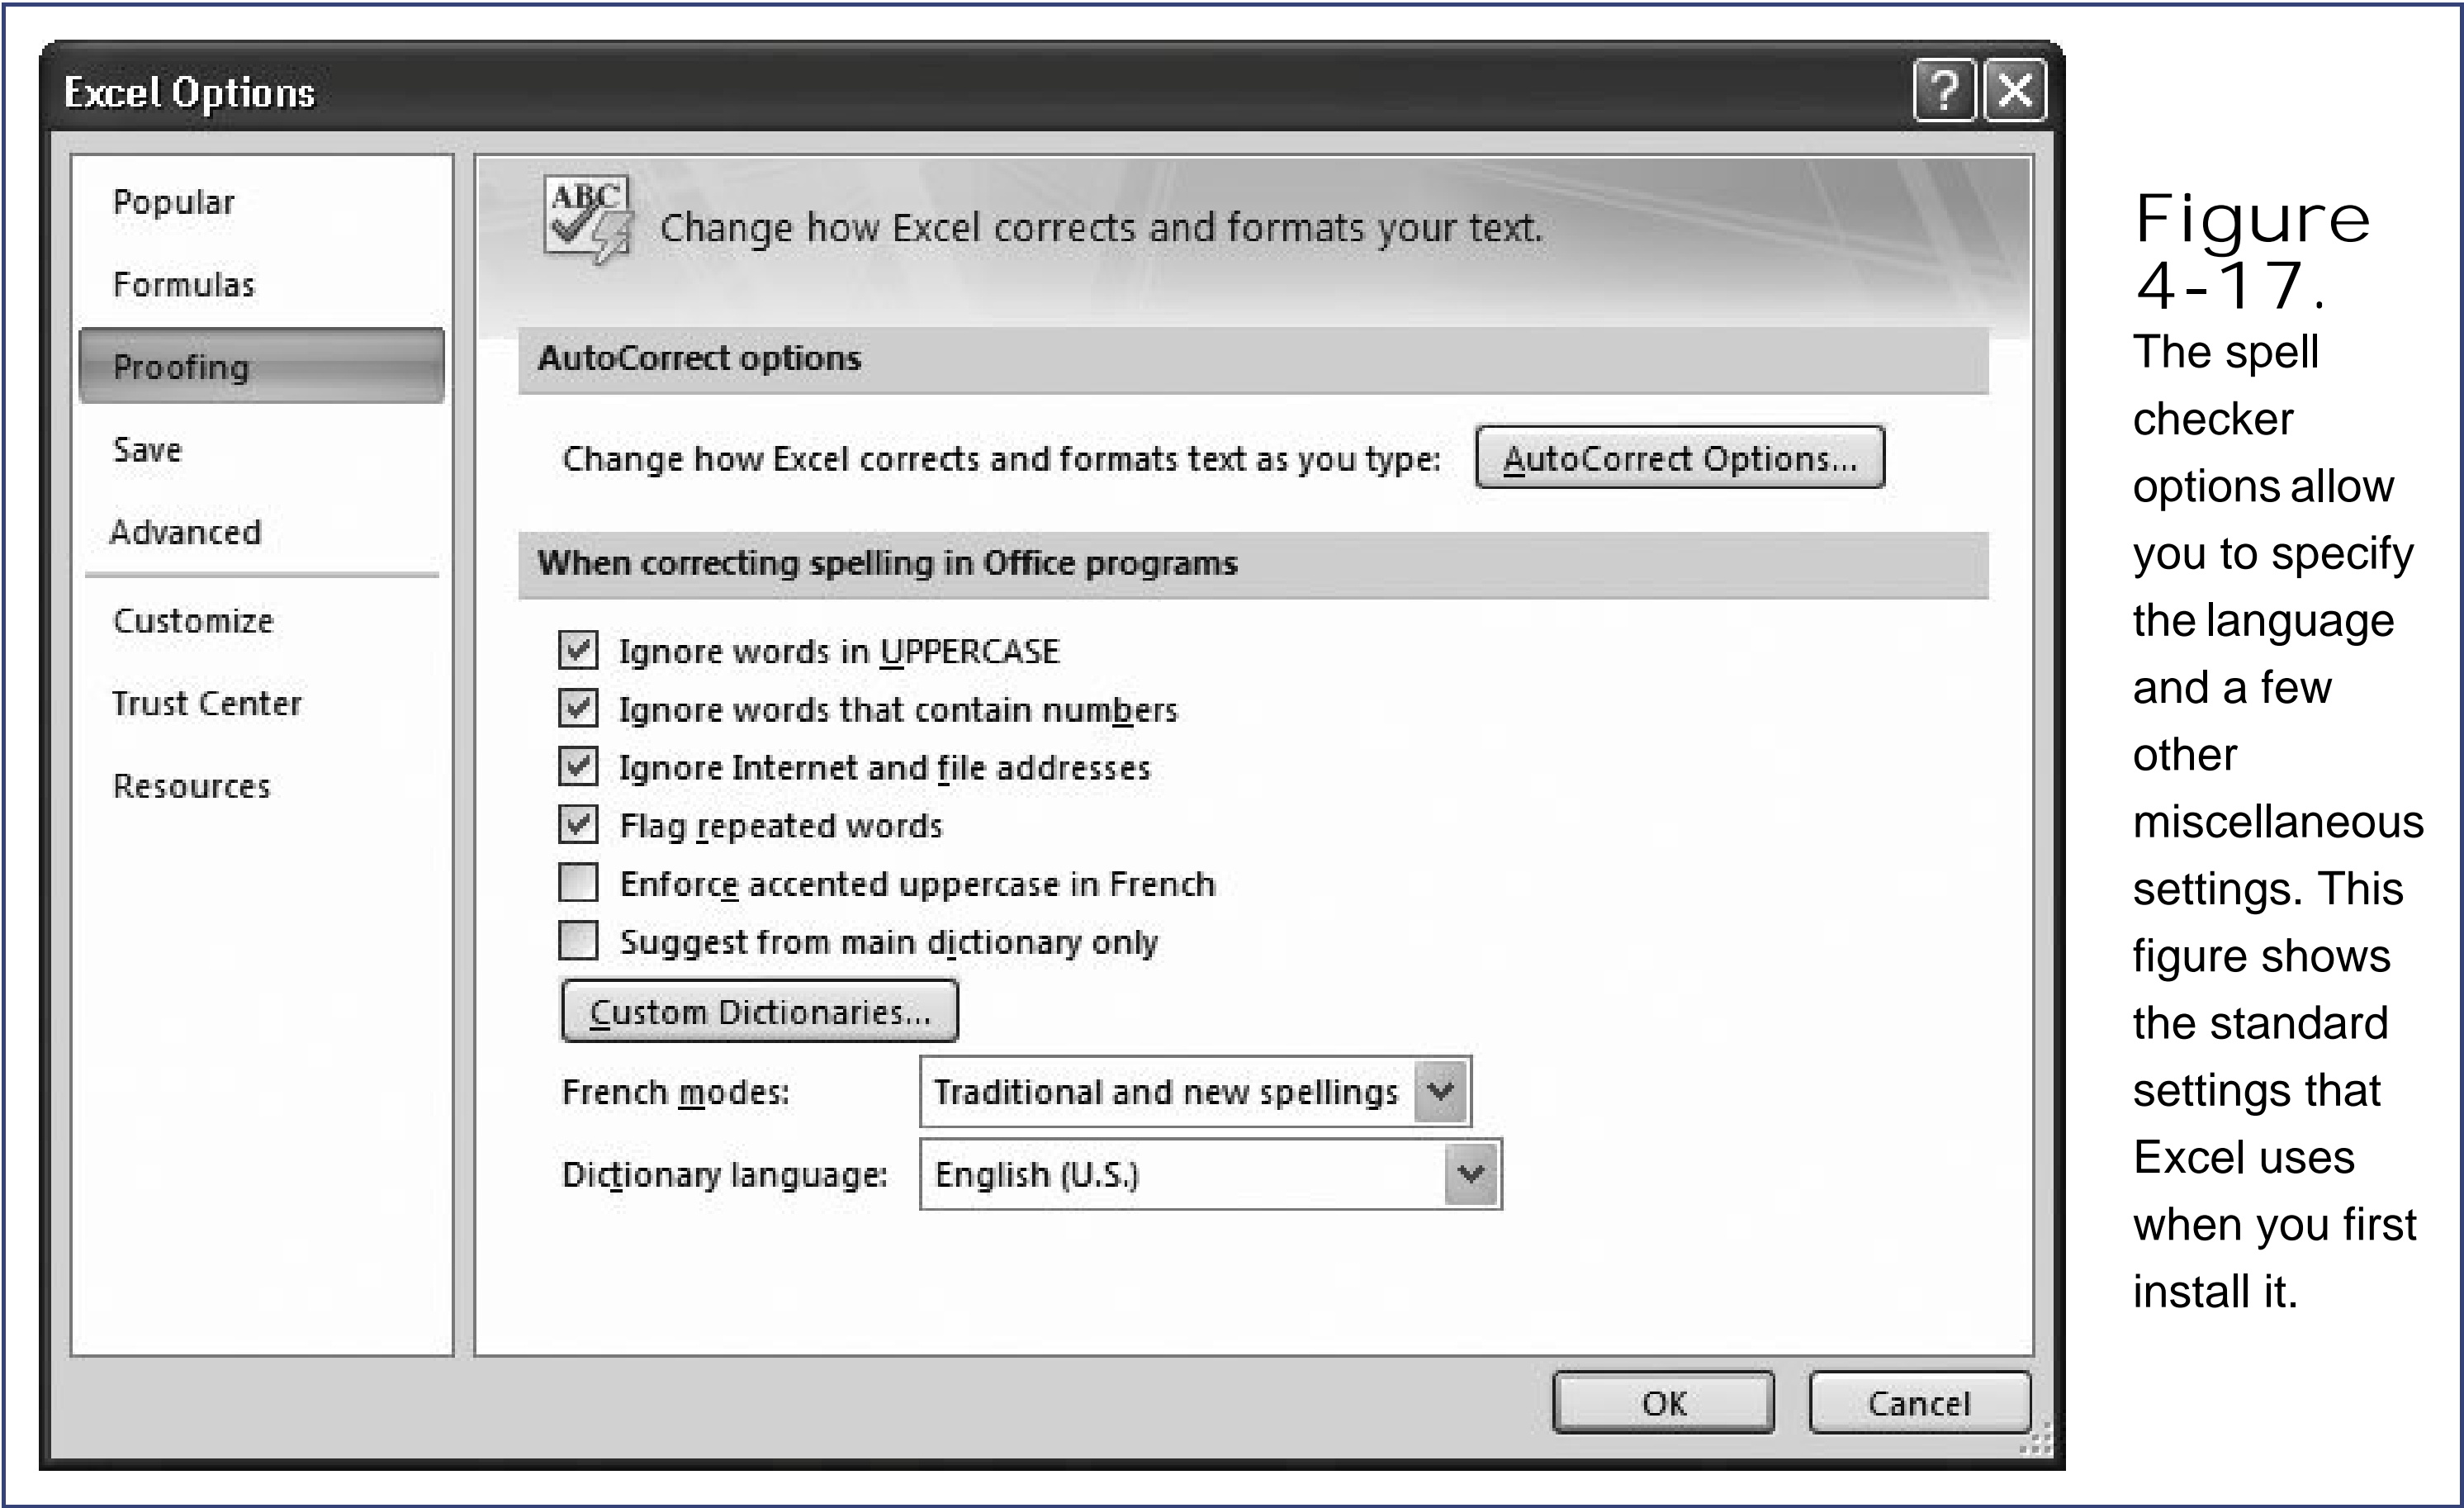 Excel Options
Popular
Formulas
Proofing
Save
Advanced
Customize
Trust Center
Resources
ABC
Change how Excel corrects and formats your text.
AutoCorrect options
Change how Excel corrects and formats text as you type: AutoCorrect Options...
When correcting spelling in Office programs
Ignore words in UPPERCASE
Ignore words that contain numbers
Ignore Internet and file addresses
Flag repeated words
Enforce accented uppercase in French
Suggest from main dictionary only
Custom Dictionaries...
French modes: Traditional and new spellings
Dictionary language: English (U.S.)
OK Cancel
Figure
4-17.
The spell
checker
options allow
you to specify
the language
and a few
other
miscellaneous
settings. This
figure shows
the standard
settings that
Excel uses
when you first
install it.